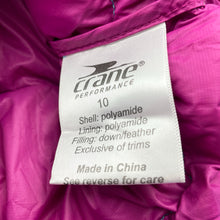 crane
PERFORMANCE
10
Shell: polyamide
Lining: polyamide
Filling: down/feather
Exclusive of trims
Made in China
See reverse for care